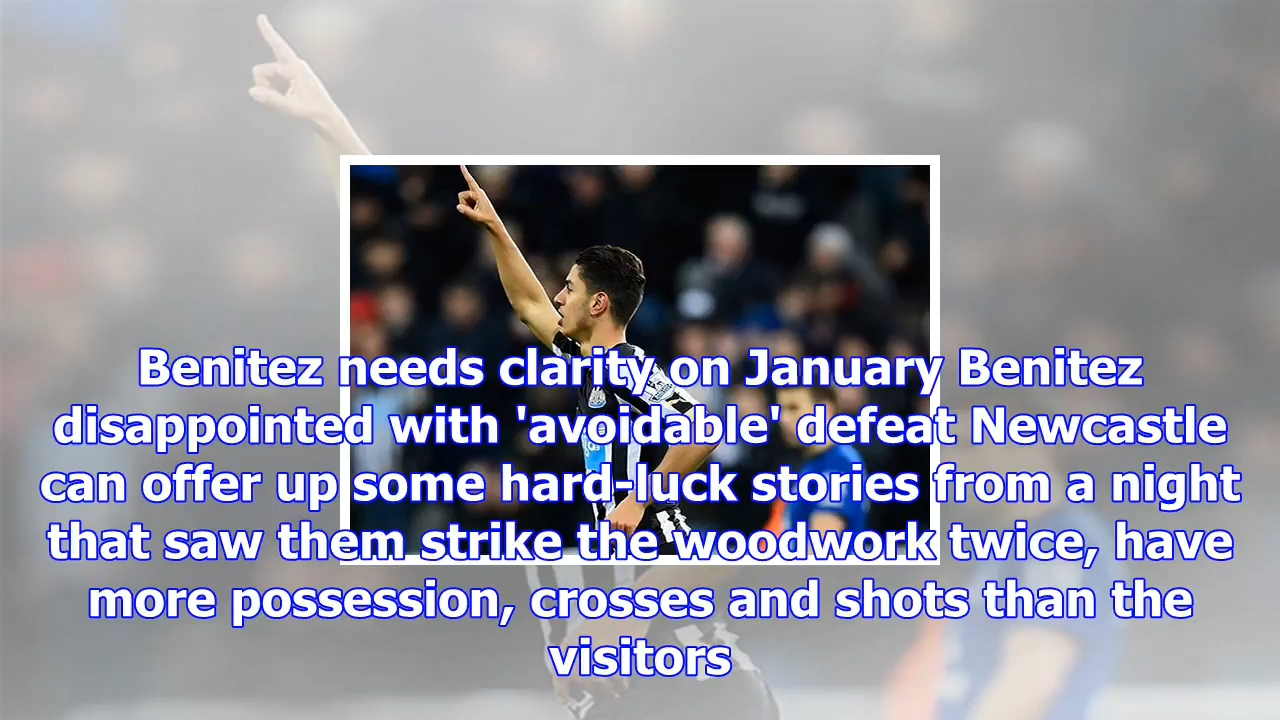 Benitez needs clarity on January Benitez
disappointed with 'avoidable' defeat Newcastle
can offer up some hard-luck stories from a night
that saw them strike the woodwork twice, have
more possession, crosses and shots than the
visitors